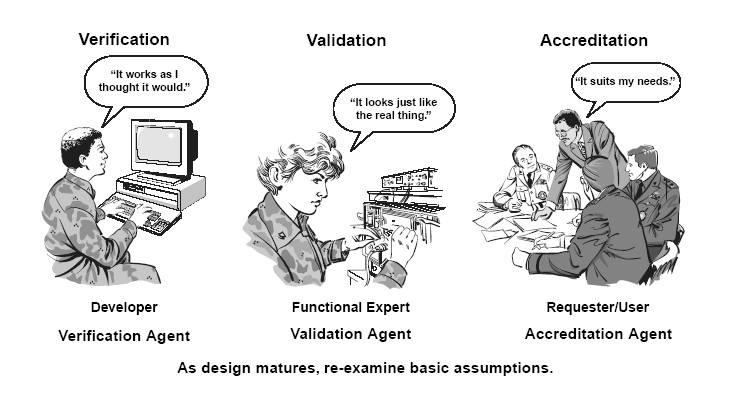 Verification
“It works as I
thought it would.”
Developer
Verification Agent
Validation
“It looks just like
the real thing.”
Functional Expert
Validation Agent
Accreditation
“It suits my needs.”
Requester/User
Accreditation Agent
As design matures, re-examine basic assumptions.